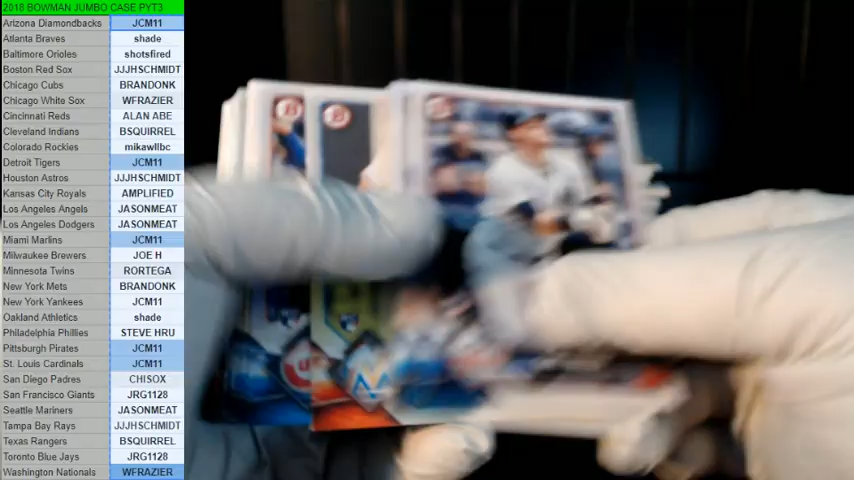 2018 BOWMAN JUMBO CASE PYT3
Arizona Diamondbacks JCM11
Atlanta Braves shade
Baltimore Orioles shotsfired
Boston Red Sox JJJHSCHMIDT
Chicago Cubs BRANDONK
Chicago White Sox WFRAZIER
Cincinnati Reds ALAN ABE
Cleveland Indians BSQUIRREL
Colorado Rockies mikawllbc
Detroit Tigers JCM11
Houston Astros JJJHSCHMIDT
Kansas City Royals AMPLIFIED
Los Angeles Angels JASONMEAT
Los Angeles Dodgers JASONMEAT
Miami Marlins JCM11
Milwaukee Brewers JOE H
Minnesota Twins RORTEGA
New York Mets BRANDONK
New York Yankees JCM11
Oakland Athletics shade
Philadelphia Phillies STEVE HRU
Pittsburgh Pirates JCM11
St. Louis Cardinals JCM11
San Diego Padres CHISOX
San Francisco Giants JRG1128
Seattle Mariners JASONMEAT
Tampa Bay Rays JJJHSCHMIDT
Texas Rangers BSQUIRREL
Toronto Blue Jays JRG1128
Washington Nationals WFRAZIER